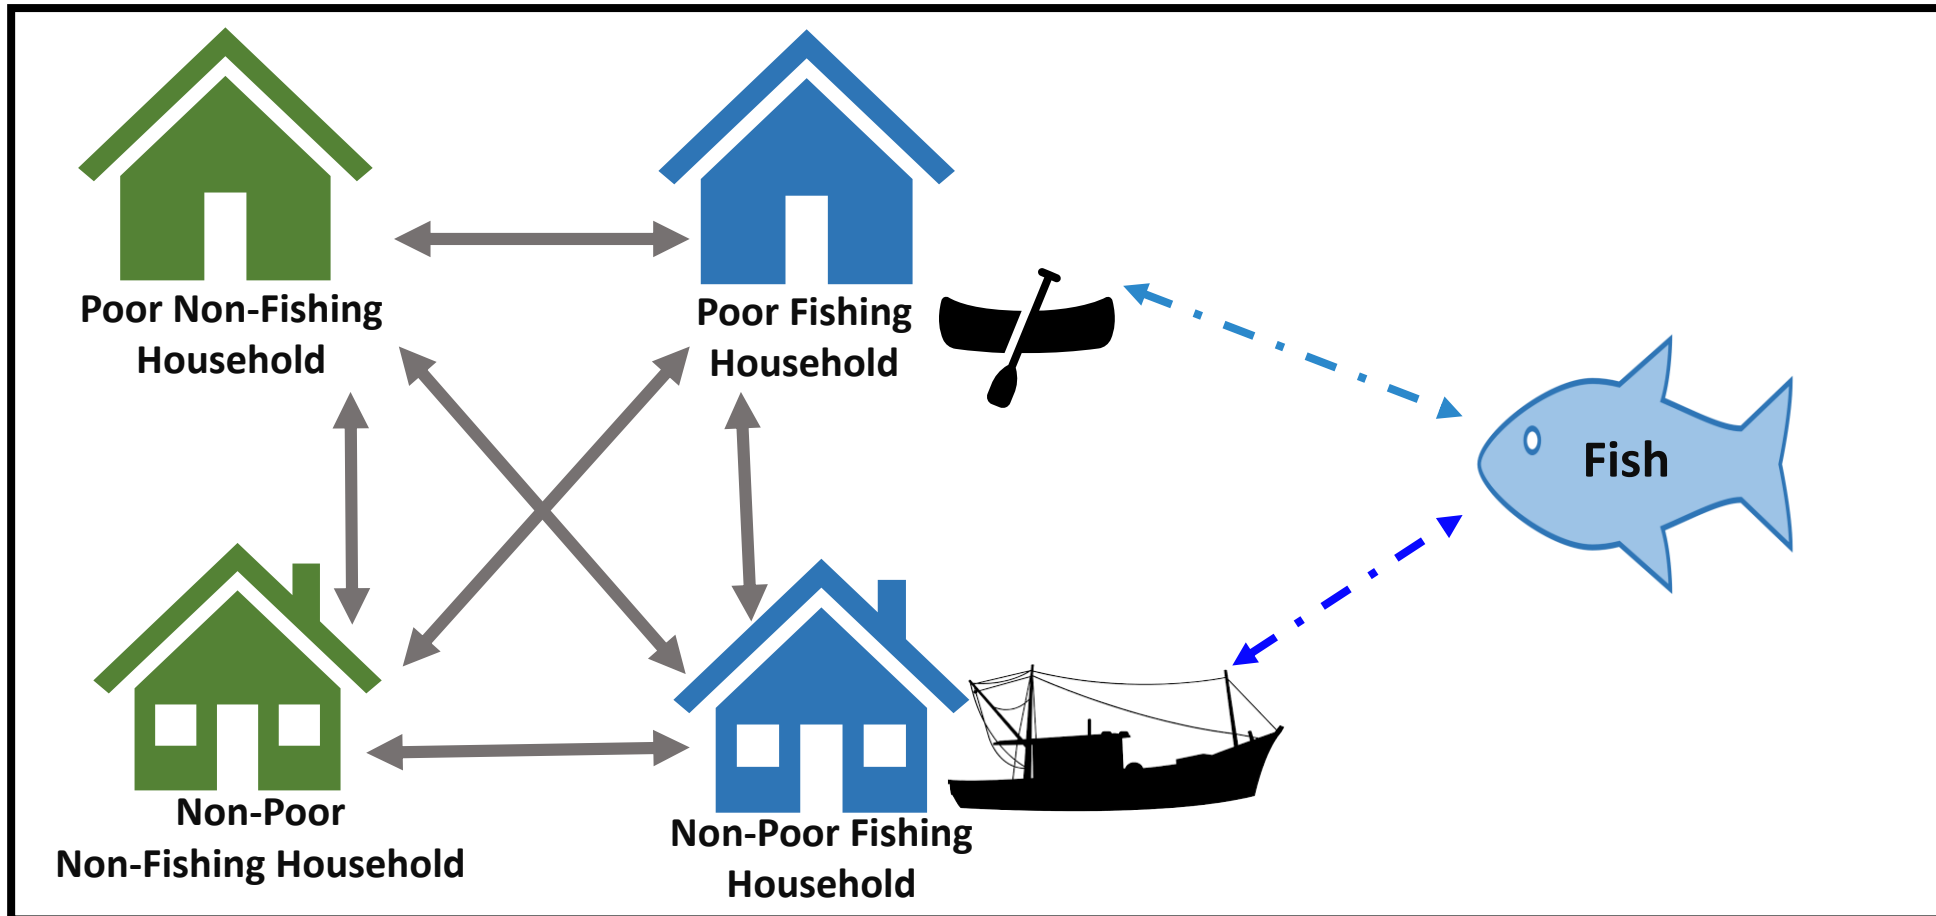 Poor Non-Fishing
Household
Poor Fishing
Household
Fish
Non-Poor
Non-Fishing Household
Non-Poor Fishing
Household